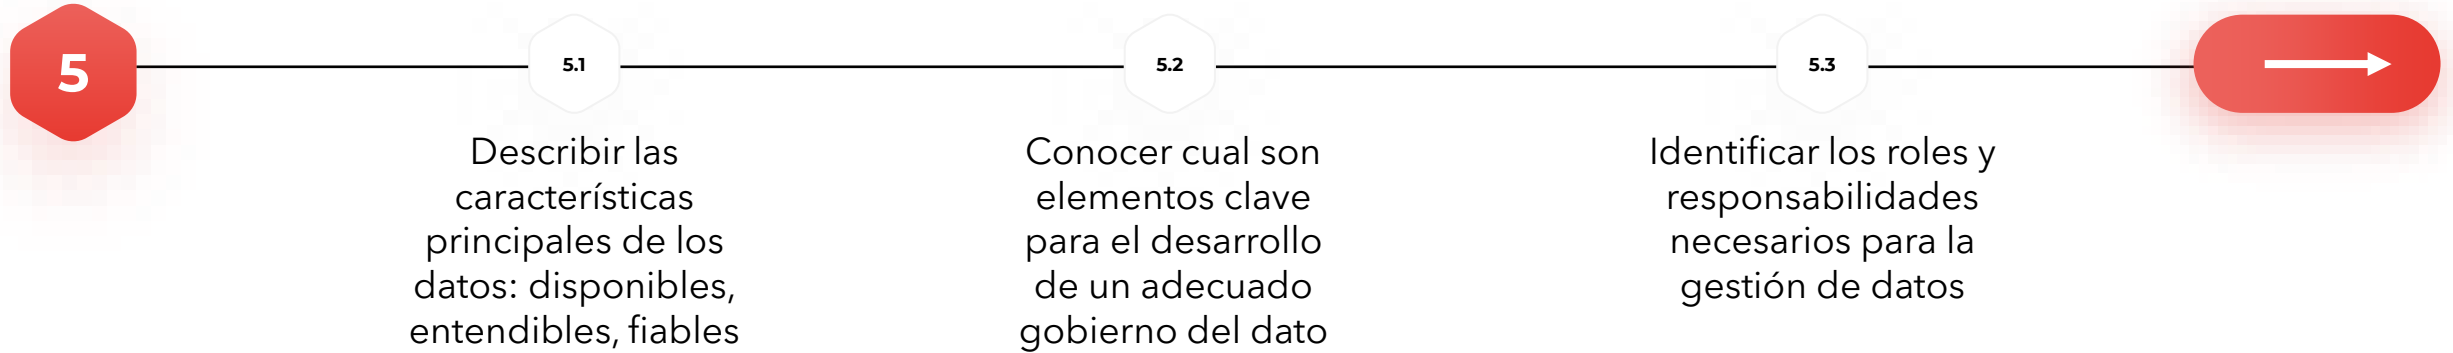 5
5.1
5.2
5.3
Describir las
características
principales de los
datos: disponibles,
entendibles, fiables
Conocer cual son
elementos clave
para el desarrollo
de un adecuado
gobierno del dato
Identificar los roles y
responsabilidades
necesarios para la
gestión de datos